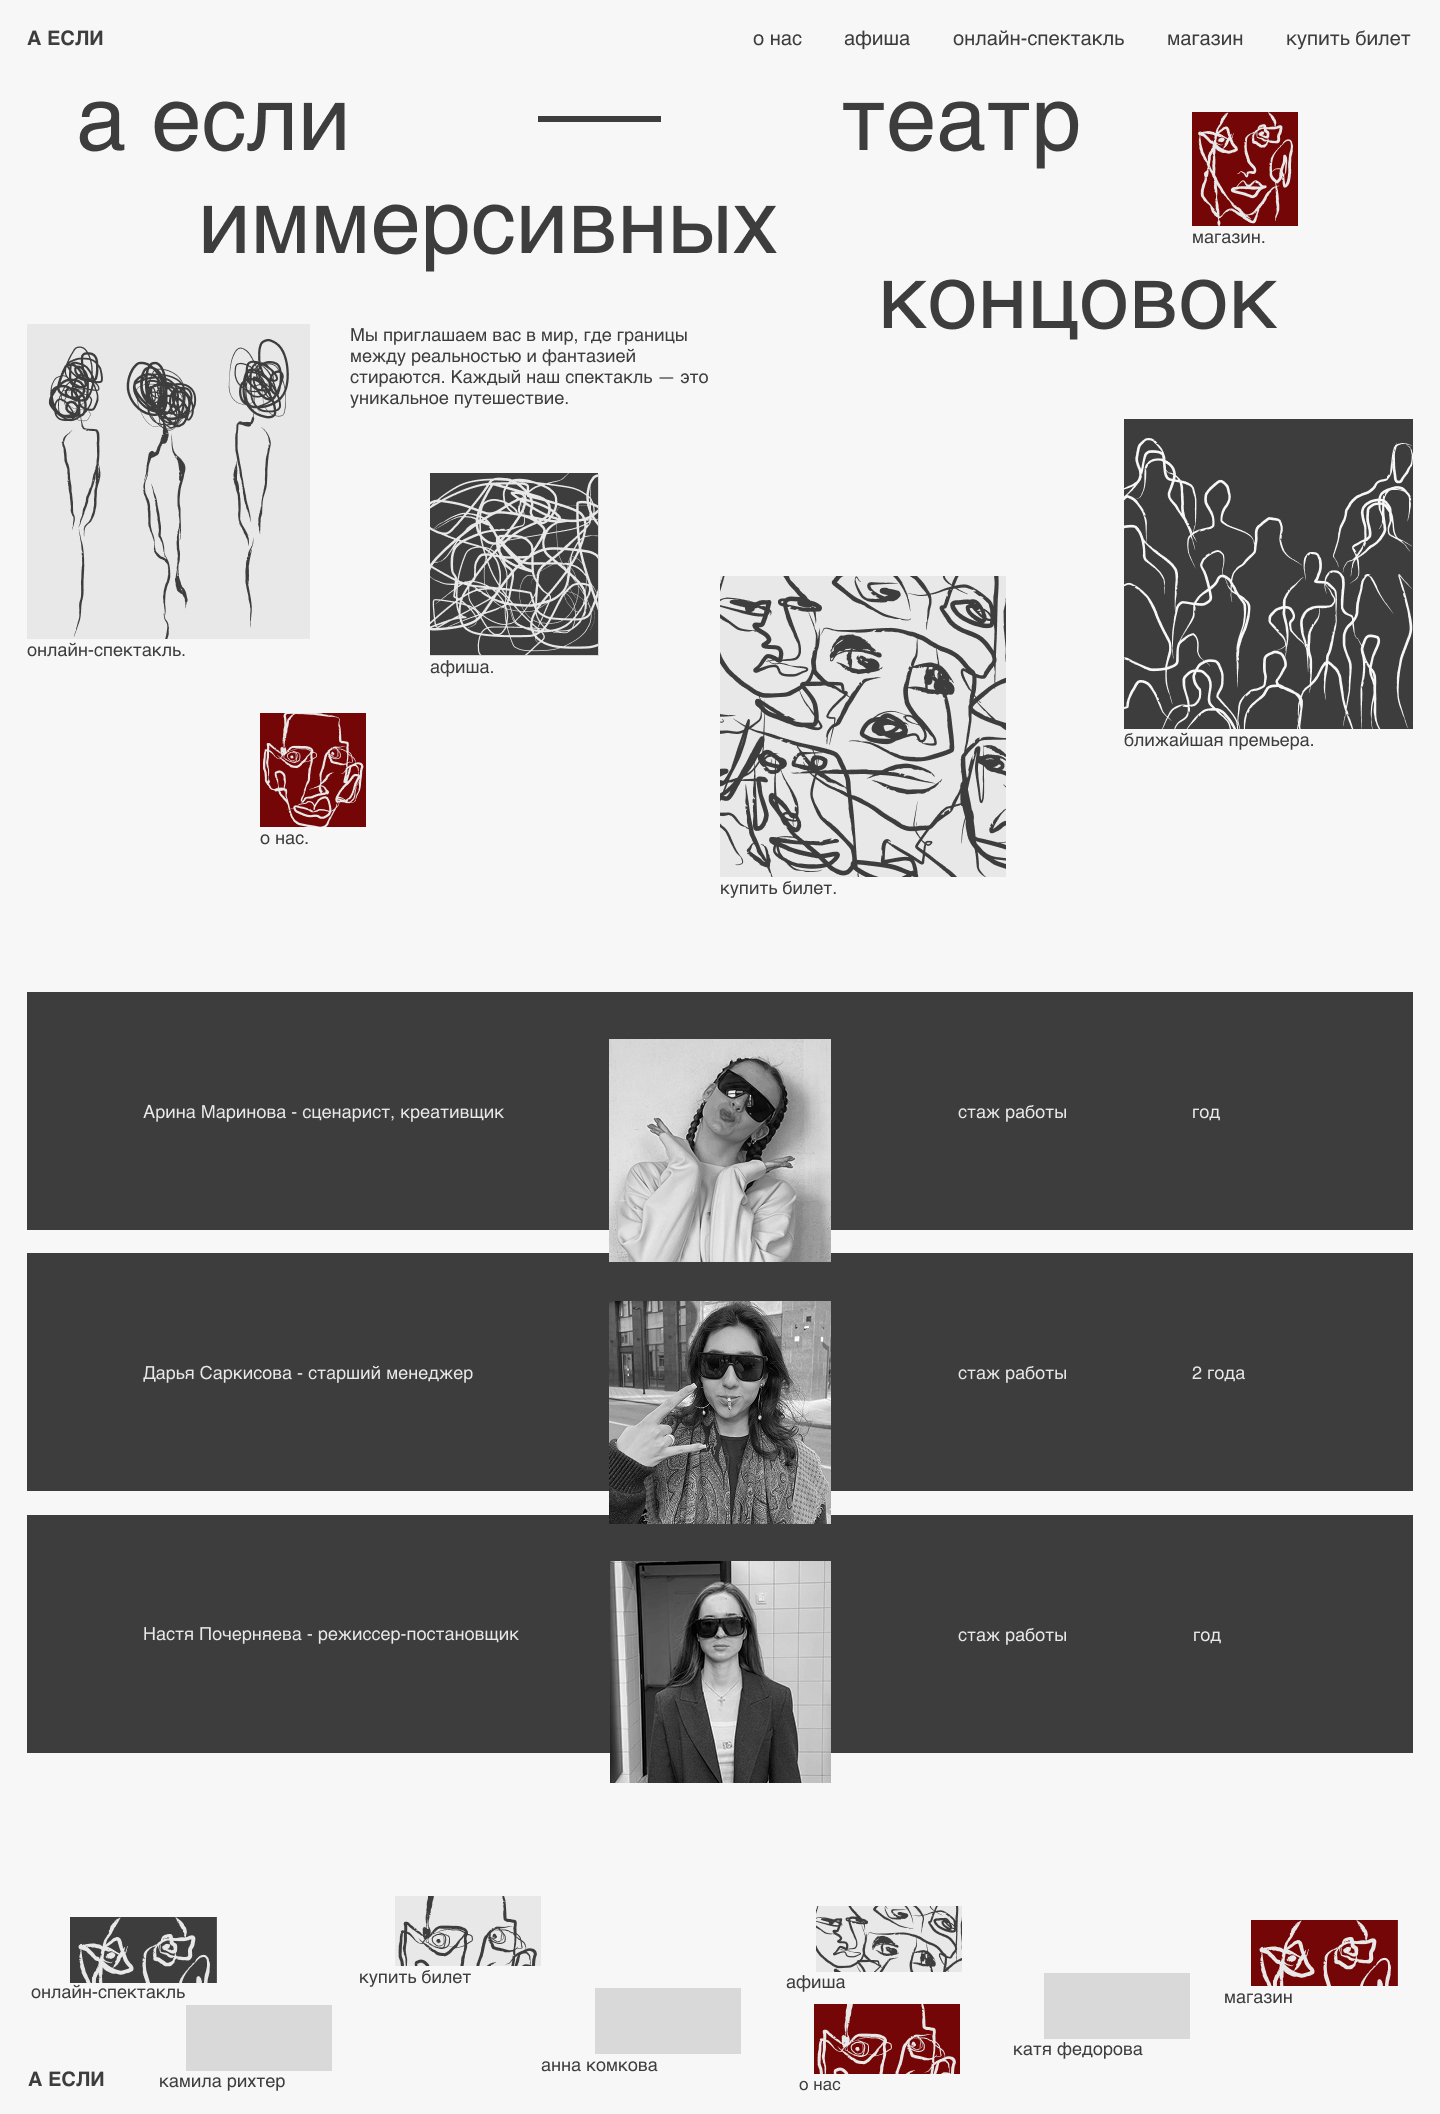 А ЕСЛИ
о нас
афиша
онлайн-спектакль
магазин
купить билет
а если — театр
иммерсивных
концовок
магазин.
Мы приглашаем вас в мир, где границы
между реальностью и фантазией
стираются. Каждый наш спектакль — это
уникальное путешествие.
онлайн-спектакль.
афиша.
ближайшая премьера.
о нас.
купить билет.
Арина Маринова - сценарист, креативщик
стаж работы
год
Дарья Саркисова - старший менеджер
стаж работы
2 года
Настя Почерняева - режиссер-постановщик
стаж работы
год
онлайн-спектакль
купить билет
афиша
магазин
А ЕСЛИ
камила рихтер
анна комкова
о нас
катя федорова